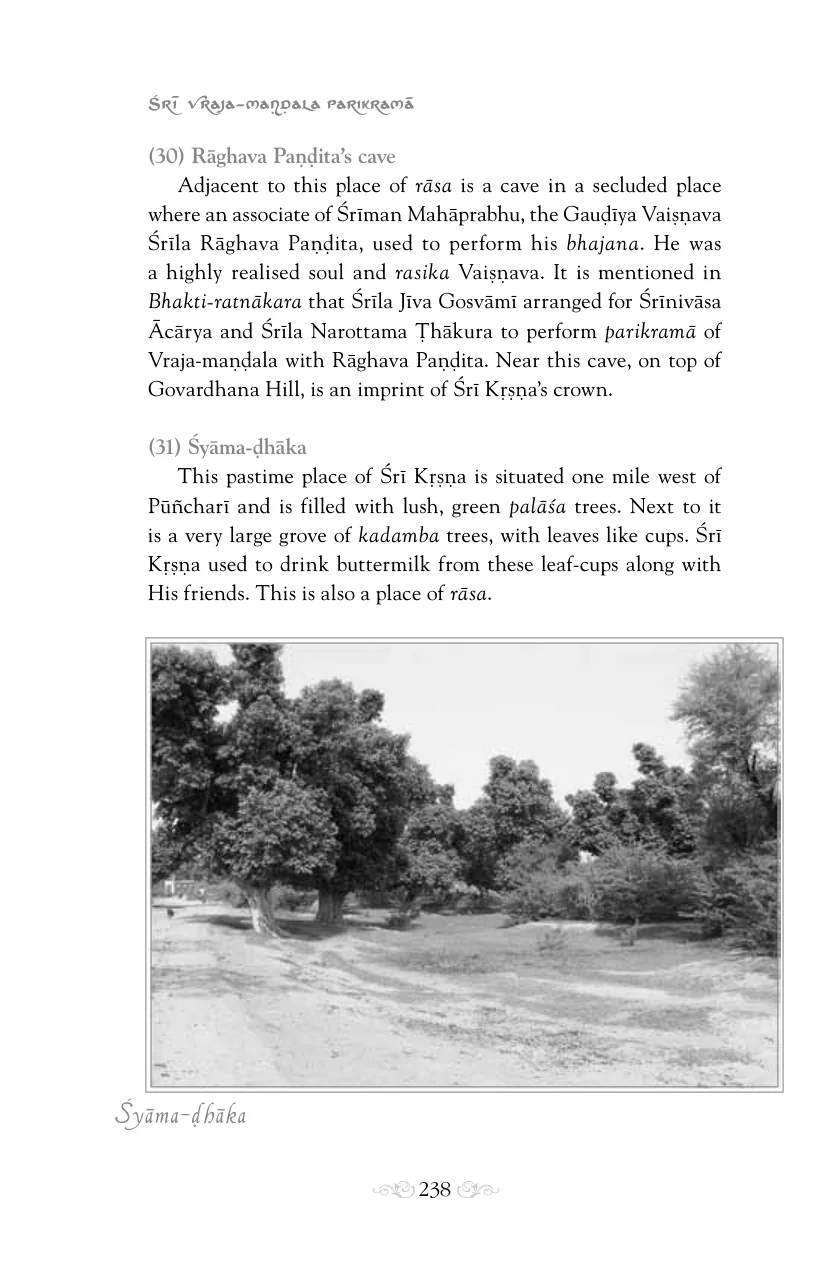 Śrī Vraja-maṇḍala Parikramā
(30) Rāghava Paṇḍita’s cave
Adjacent to this place of rāsa is a cave in a secluded place
where an associate of Śrīman Mahāprabhu, the Gauḍīya Vaiṣṇava
Śrīla Rāghava Paṇḍita, used to perform his bhajana. He was
a highly realised soul and rasika Vaiṣṇava. It is mentioned in
Bhakti-ratnākara that Śrīla Jīva Gosvāmī arranged for Śrīnivāsa
Ācārya and Śrīla Narottama Ṭhākura to perform parikramā of
Vraja-maṇḍala with Rāghava Paṇḍita. Near this cave, on top of
Govardhana Hill, is an imprint of Śrī Kṛṣṇa’s crown.
(31) Śyāma-ḍhāka
This pastime place of Śrī Kṛṣṇa is situated one mile west of
Pūñcharī and is filled with lush, green palāśa trees. Next to it
is a very large grove of kadamba trees, with leaves like cups. Śrī
Kṛṣṇa used to drink buttermilk from these leaf-cups along with
His friends. This is also a place of rāsa.
Śyāma-ḍhāka
238